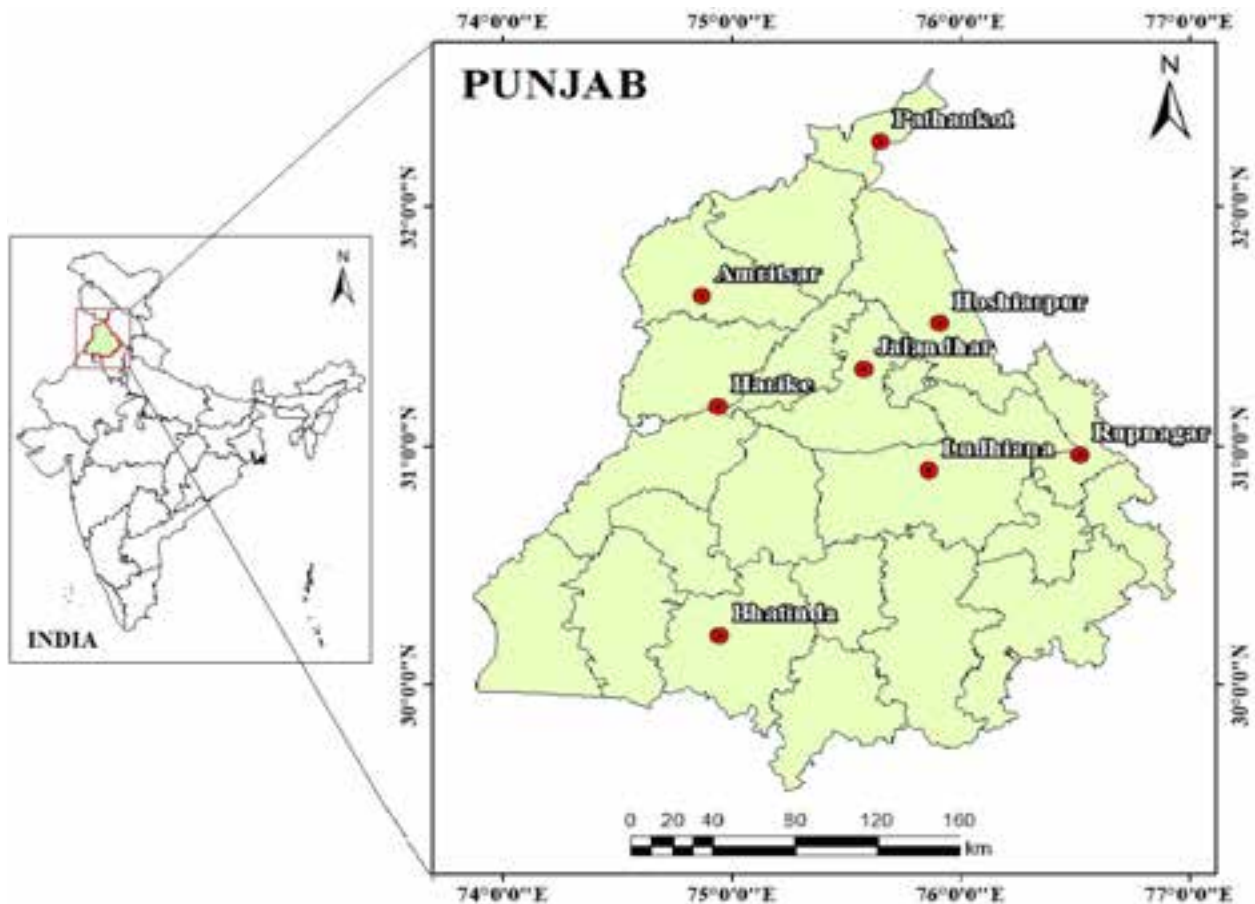 74°0'0"E 75°0'0"E 76°0'0"E 77°0'0"E
PUNJAB
N
Pathankot
32°0'0"N
32°0'0"N
Amritsar
Hoshiarpur
Jalandhar
Harike
Rupnagar
Ludhiana
31°0'0"N
31°0'0"N
N
INDIA
Bhatinda
30°0'0"N
30°0'0"N
0 20 40 80 120 160
km
74°0'0"E 75°0'0"E 76°0'0"E 77°0'0"E